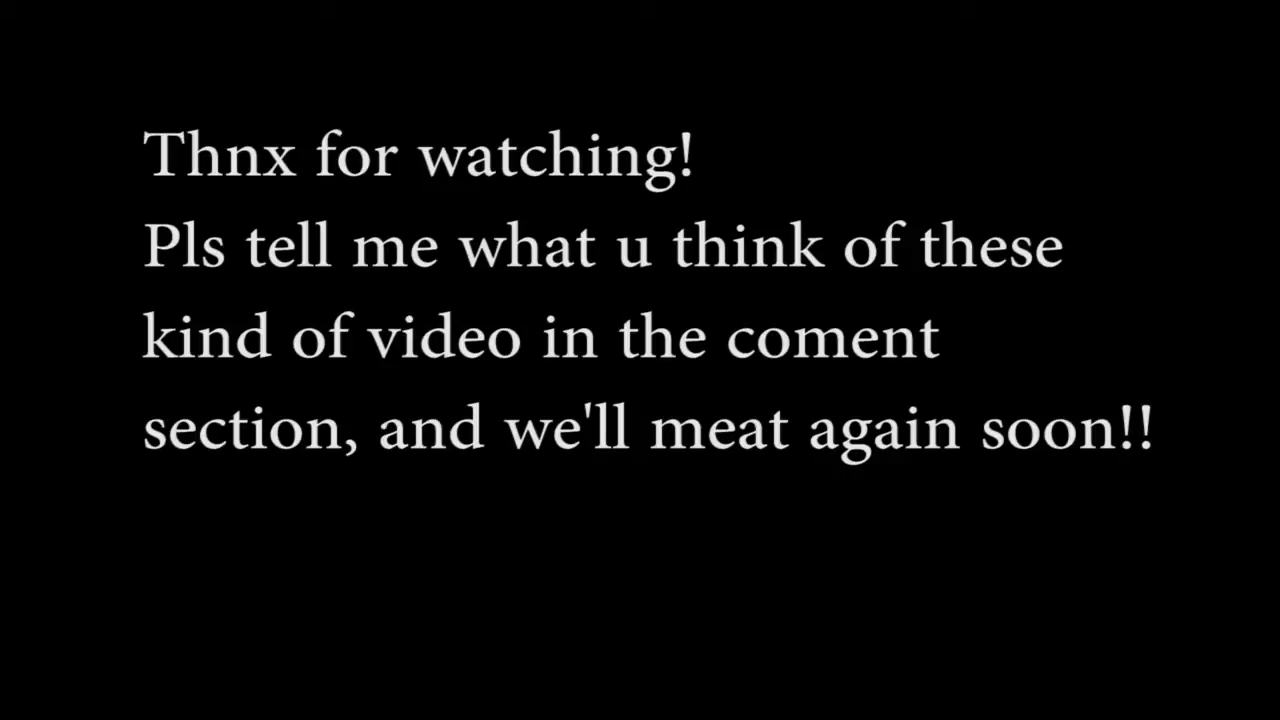 Thnx for watching!
Pls tell me what u think of these
kind of video in the coment
section, and we'll meat again soon!!